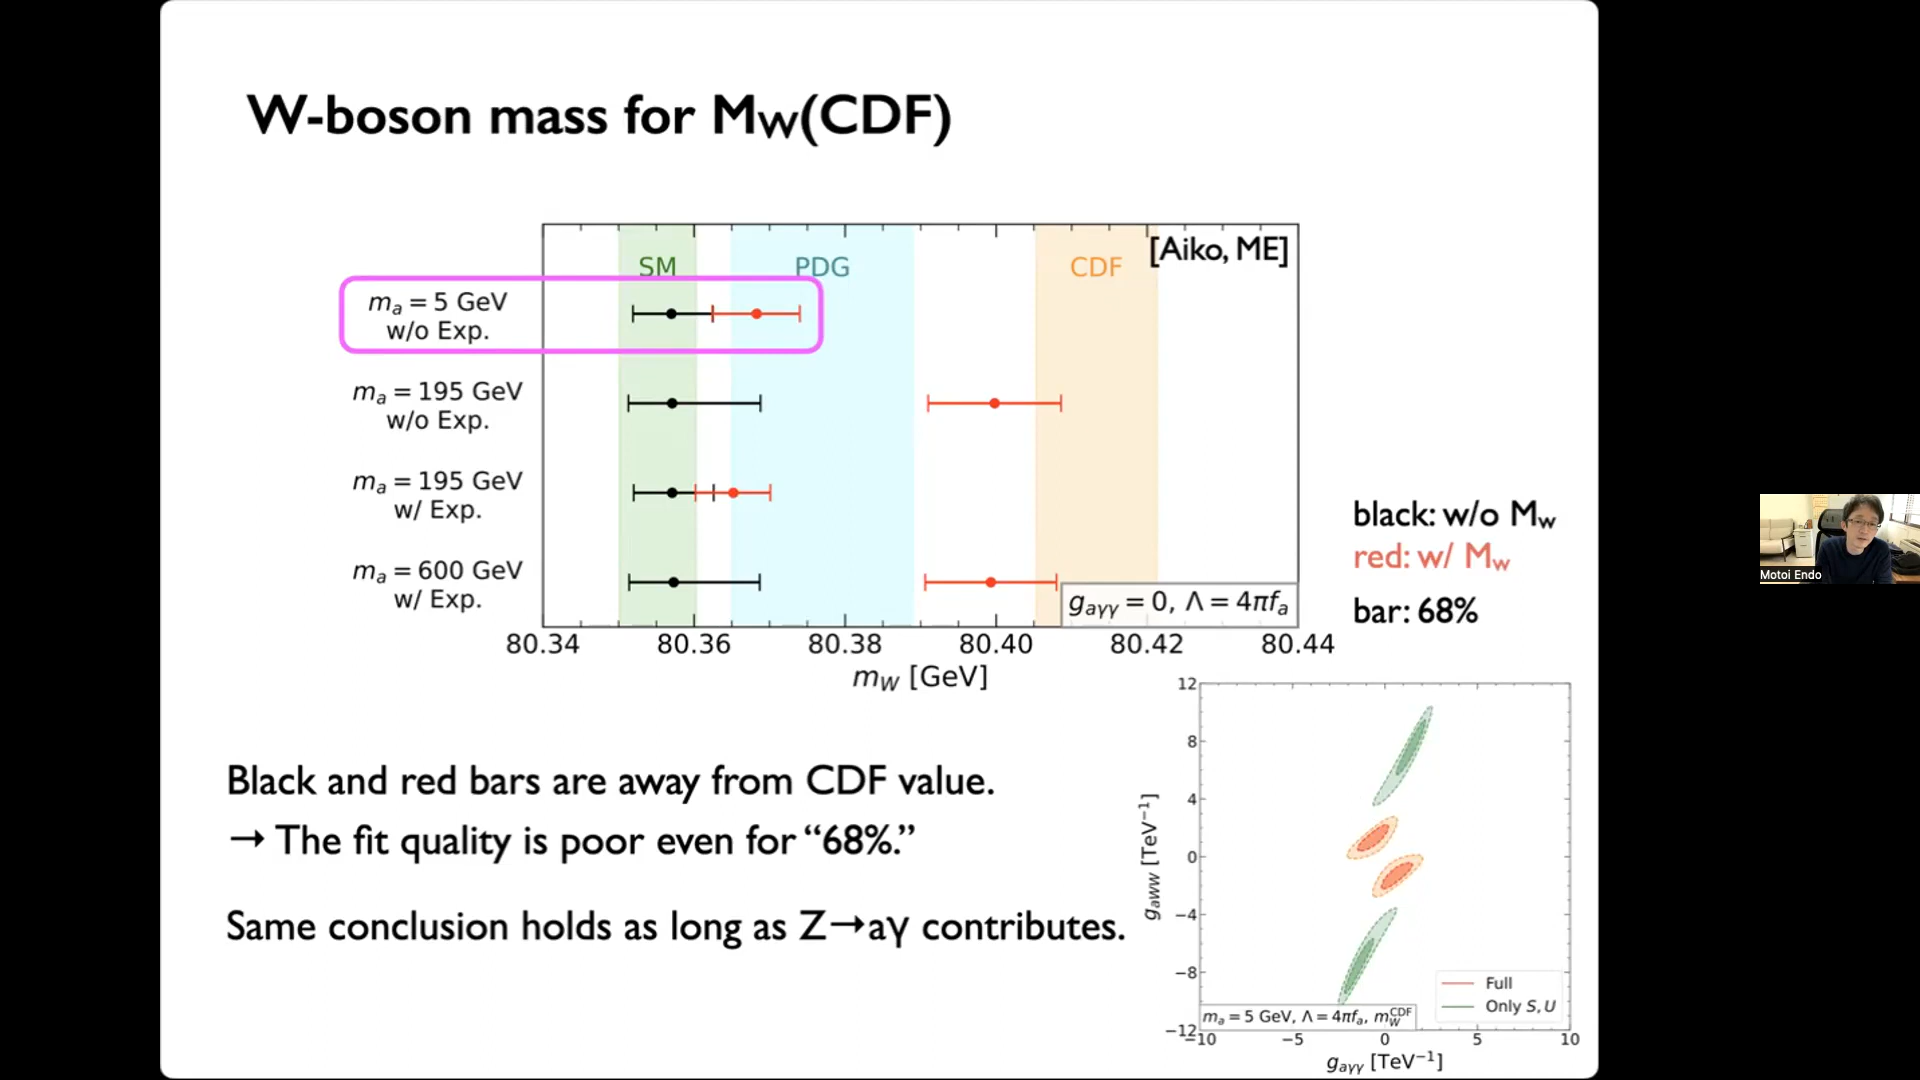 W-boson mass for MW(CDF)
SM
PDG
CDF
[Aiko, ME]
ma = 5 GeV
w/o Exp.
ma = 195 GeV
w/o Exp.
ma = 195 GeV
w/ Exp.
ma = 600 GeV
w/ Exp.
gaγγ = 0, Λ = 4πfa
80.34 80.36 80.38 80.40 80.42 80.44
mW [GeV]
black: w/o Mw
red: w/ Mw
bar: 68%
Motoi Endo
Black and red bars are away from CDF value.
→ The fit quality is poor even for “68%.”
Same conclusion holds as long as Z→aγ contributes.
12
8
4
0
−4
−8
−12
gaWW [TeV−1]
Full
Only S, U
ma = 5 GeV, Λ = 4πfa, mWCDF
−10 −5 0 5 10
gaγγ [TeV−1]